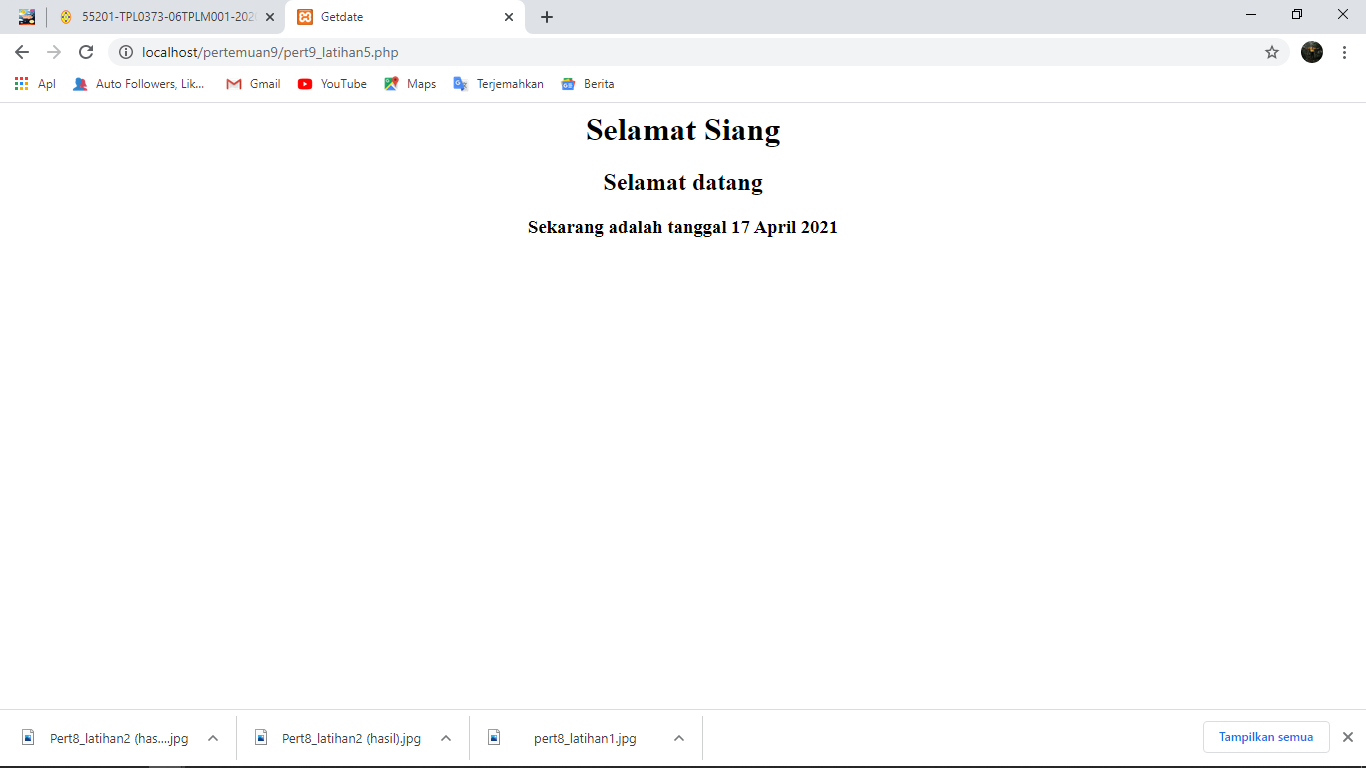 55201-TPL0373-06TPLM001-202
Getdate
localhost/pertemuan9/pert9_latihan5.php
Apl
Auto Followers, Lik...
Gmail
YouTube
Maps
Terjemahkan
Berita
Selamat Siang
Selamat datang
Sekarang adalah tanggal 17 April 2021
Pert8_latihan2 (has....jpg
Pert8_latihan2 (hasil).jpg
pert8_latihan1.jpg
Tampilkan semua